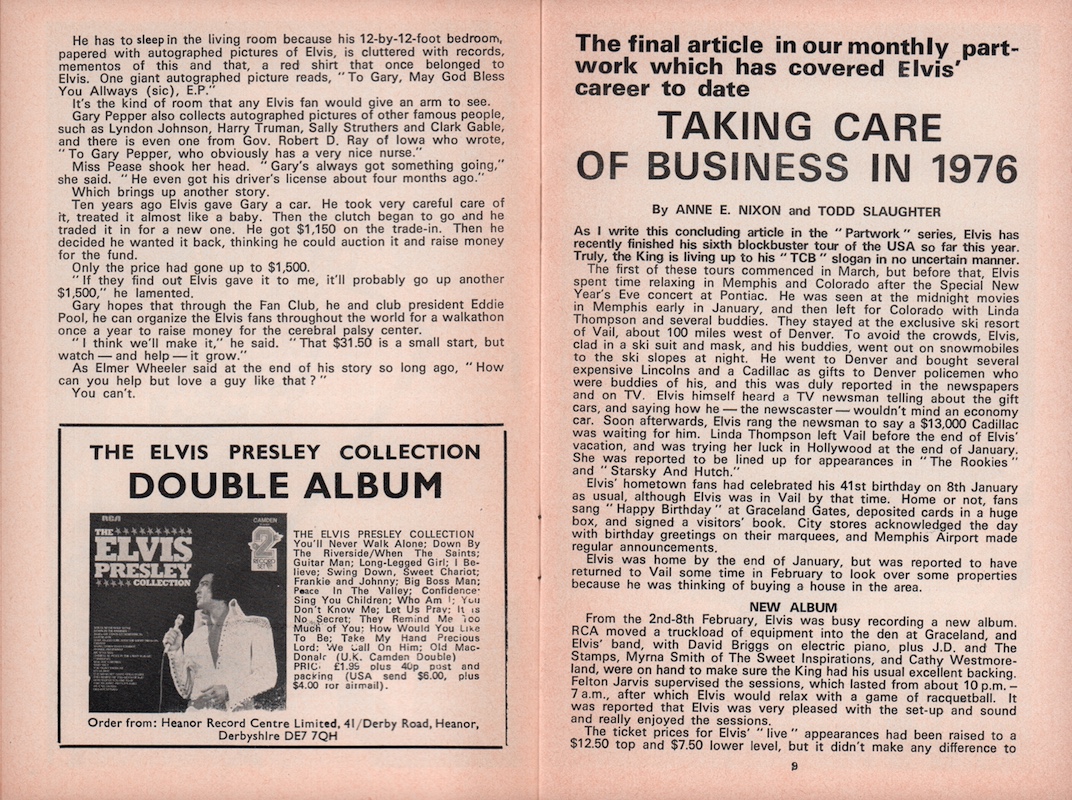 He has to sleep in the living room because his 12-by-12-foot bedroom,
papered with autographed pictures of Elvis, is cluttered with records,
mementos of this and that, a red shirt that once belonged to
Elvis. One giant autographed picture reads, "To Gary, May God Bless
You Allways (sic), E.P."
It's the kind of room that any Elvis fan would give an arm to see.
Gary Pepper also collects autographed pictures of other famous people,
such as Lyndon Johnson, Harry Truman, Sally Struthers and Clark Gable,
and there is even one from Gov. Robert D. Ray of Iowa who wrote,
"To Gary Pepper, who obviously has a very nice nurse."
Miss Pease shook her head. "Gary's always got something going,"
she said. "He even got his driver's license about four months ago."
Which brings up another story.
Ten years ago Elvis gave Gary a car. He took very careful care of
it, treated it almost like a baby. Then the clutch began to go and he
traded it in for a new one. He got $1,150 on the trade-in. Then he
decided he wanted it back, thinking he could auction it and raise money
for the fund.
Only the price had gone up to $1,500.
"If they find out Elvis gave it to me, it'll probably go up another
$1,500," he lamented.
Gary hopes that through the Fan Club, he and club president Eddie
Pool, he can organize the Elvis fans throughout the world for a walkathon
once a year to raise money for the cerebral palsy center.
"I think we'll make it," he said. "That $31.50 is a small start, but
watch — and help — it grow."
As Elmer Wheeler said at the end of his story so long ago, "How
can you help but love a guy like that?"
You can't.
THE ELVIS PRESLEY COLLECTION
DOUBLE ALBUM
RCA
CAMDEN
THE
ELVIS
PRESLEY
COLLECTION
2
RECORD
SET
THE ELVIS PRESLEY COLLECTION
You'll Never Walk Alone; Down By
The Riverside/When The Saints;
Guitar Man; Long-Legged Girl; I Be-
lieve; Swing Down, Sweet Chariot;
Frankie and Johnny; Big Boss Man;
Peace In The Valley; Confidence;
Sing You Children; Who Am I; You
Don't Know Me; Let Us Pray; It is
No Secret; They Remind Me Too
Much of You; How Would You Like
To Be; Take My Hand Precious
Lord; We Call On Him; Old Mac-
Donald (U.K. Camden Double)
PRICE £1.95 plus 40p post and
packing (USA send $6.00, plus
$4.00 for airmail).
Order from: Heanor Record Centre Limited, 41/Derby Road, Heanor,
Derbyshire DE7 7QH
The final article in our monthly part-
work which has covered Elvis'
career to date
TAKING CARE
OF BUSINESS IN 1976
By ANNE E. NIXON and TODD SLAUGHTER
As I write this concluding article in the "Partwork" series, Elvis has
recently finished his sixth blockbuster tour of the USA so far this year.
Truly, the King is living up to his "TCB" slogan in no uncertain manner.
The first of these tours commenced in March, but before that, Elvis
spent time relaxing in Memphis and Colorado after the Special New
Year's Eve concert at Pontiac. He was seen at the midnight movies
in Memphis early in January, and then left for Colorado with Linda
Thompson and several buddies. They stayed at the exclusive ski resort
of Vail, about 100 miles west of Denver. To avoid the crowds, Elvis,
clad in a ski suit and mask, and his buddies, went out on snowmobiles
to the ski slopes at night. He went to Denver and bought several
expensive Lincolns and a Cadillac as gifts to Denver policemen who
were buddies of his, and this was duly reported in the newspapers
and on TV. Elvis himself heard a TV newsman telling about the gift
cars, and saying how he — the newscaster — wouldn't mind an economy
car. Soon afterwards, Elvis rang the newsman to say a $13,000 Cadillac
was waiting for him. Linda Thompson left Vail before the end of Elvis'
vacation, and was trying her luck in Hollywood at the end of January.
She was reported to be lined up for appearances in "The Rookies"
and "Starsky And Hutch."
Elvis' hometown fans had celebrated his 41st birthday on 8th January
as usual, although Elvis was in Vail by that time. Home or not, fans
sang "Happy Birthday" at Graceland Gates, deposited cards in a huge
box, and signed a visitors' book. City stores acknowledged the day
with birthday greetings on their marquees, and Memphis Airport made
regular announcements.
Elvis was home by the end of January, but was reported to have
returned to Vail some time in February to look over some properties
because he was thinking of buying a house in the area.
NEW ALBUM
From the 2nd-8th February, Elvis was busy recording a new album.
RCA moved a truckload of equipment into the den at Graceland, and
Elvis' band, with David Briggs on electric piano, plus J.D. and The
Stamps, Myrna Smith of The Sweet Inspirations, and Cathy Westmore-
land, were on hand to make sure the King had his usual excellent backing.
Felton Jarvis supervised the sessions, which lasted from about 10 p.m. –
7 a.m., after which Elvis would relax with a game of racquetball. It
was reported that Elvis was very pleased with the set-up and sound
and really enjoyed the sessions.
The ticket prices for Elvis' "live" appearances had been raised to a
$12.50 top and $7.50 lower level, but it didn't make any difference to
9